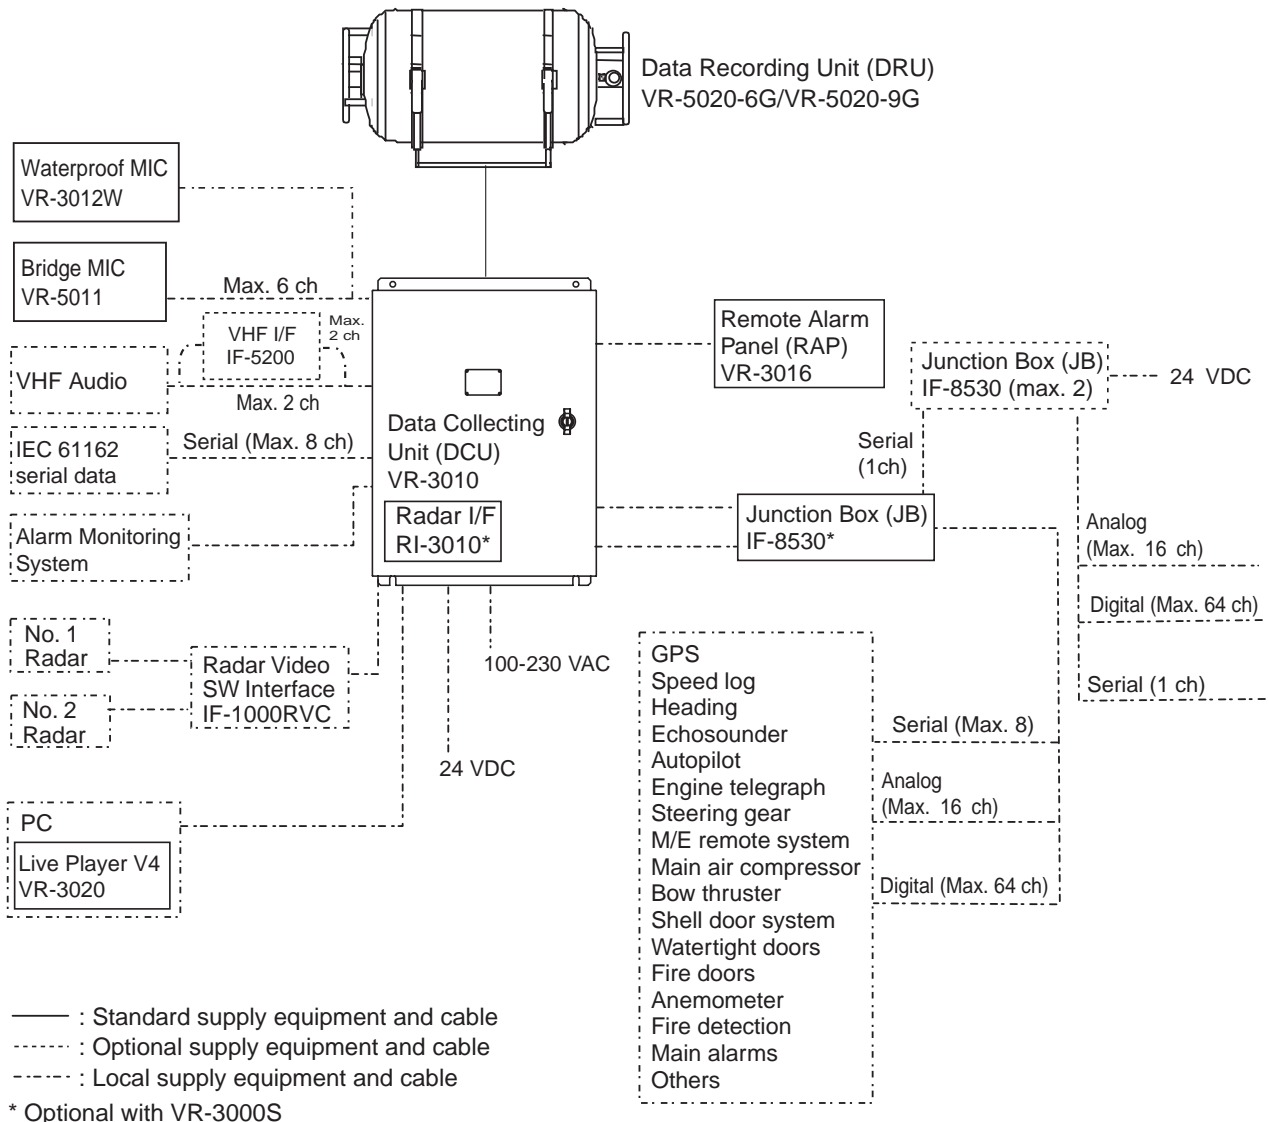 Data Recording Unit (DRU)
VR-5020-6G/VR-5020-9G
Waterproof MIC
VR-3012W
Bridge MIC
VR-5011
Max. 6 ch
VHF I/F
IF-5200
Max.
2 ch
VHF Audio
Max. 2 ch
IEC 61162
serial data
Serial (Max. 8 ch)
Alarm Monitoring
System
Data Collecting
Unit (DCU)
VR-3010
Radar I/F
RI-3010*
Remote Alarm
Panel (RAP)
VR-3016
Junction Box (JB)
IF-8530 (max. 2)
24 VDC
Serial
(1ch)
Junction Box (JB)
IF-8530*
Analog
(Max. 16 ch)
Digital (Max. 64 ch)
Serial (1 ch)
No. 1
Radar
No. 2
Radar
Radar Video
SW Interface
IF-1000RVC
100-230 VAC
24 VDC
PC
Live Player V4
VR-3020
GPS
Speed log
Heading
Echosounder
Autopilot
Engine telegraph
Steering gear
M/E remote system
Main air compressor
Bow thruster
Shell door system
Watertight doors
Fire doors
Anemometer
Fire detection
Main alarms
Others
Serial (Max. 8)
Analog
(Max. 16 ch)
Digital (Max. 64 ch)
: Standard supply equipment and cable
: Optional supply equipment and cable
: Local supply equipment and cable
* Optional with VR-3000S